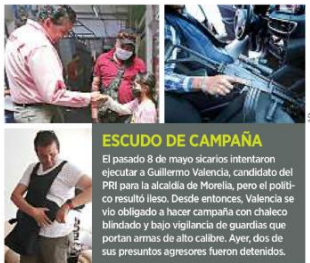 ESCUDO DE CAMPAÑA
El pasado 8 de mayo sicarios intentaron
ejecutar a Guillermo Valencia, candidato del
PRI para la alcaldía de Morelia, pero el políti-
co resultó ileso. Desde entonces, Valencia se
vio obligado a hacer campaña con chaleco
blindado y bajo vigilancia de guardias que
portan armas de alto calibre. Ayer, dos de
sus presuntos agresores fueron detenidos.